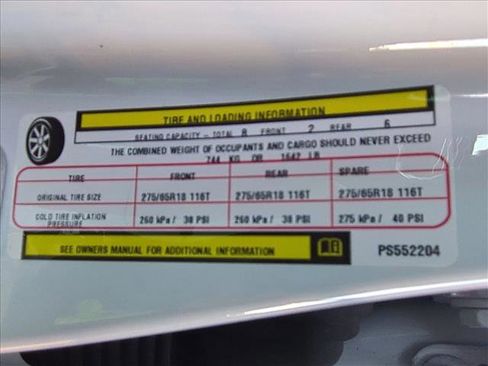 TIRE AND LOADING INFORMATION
SEATING CAPACITY - TOTAL 8 FRONT 2 REAR 6
THE COMBINED WEIGHT OF OCCUPANTS AND CARGO SHOULD NEVER EXCEED
744 KG OR 1642 LB
TIRE FRONT REAR SPARE
ORIGINAL TIRE SIZE 275/65R18 116T 275/65R18 116T 275/65R18 116T
COLD TIRE INFLATION PRESSURE 260 kPa / 38 PSI 260 kPa / 38 PSI 275 kPa / 40 PSI
SEE OWNERS MANUAL FOR ADDITIONAL INFORMATION PS552204